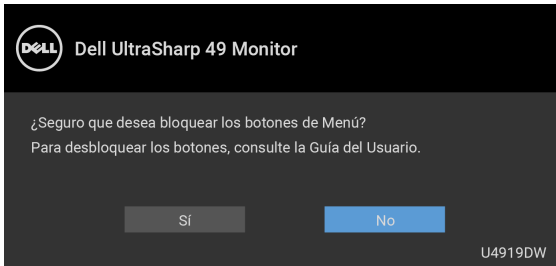 DELL
Dell UltraSharp 49 Monitor
¿Seguro que desea bloquear los botones de Menú?
Para desbloquear los botones, consulte la Guía del Usuario.
Sí
No
U4919DW